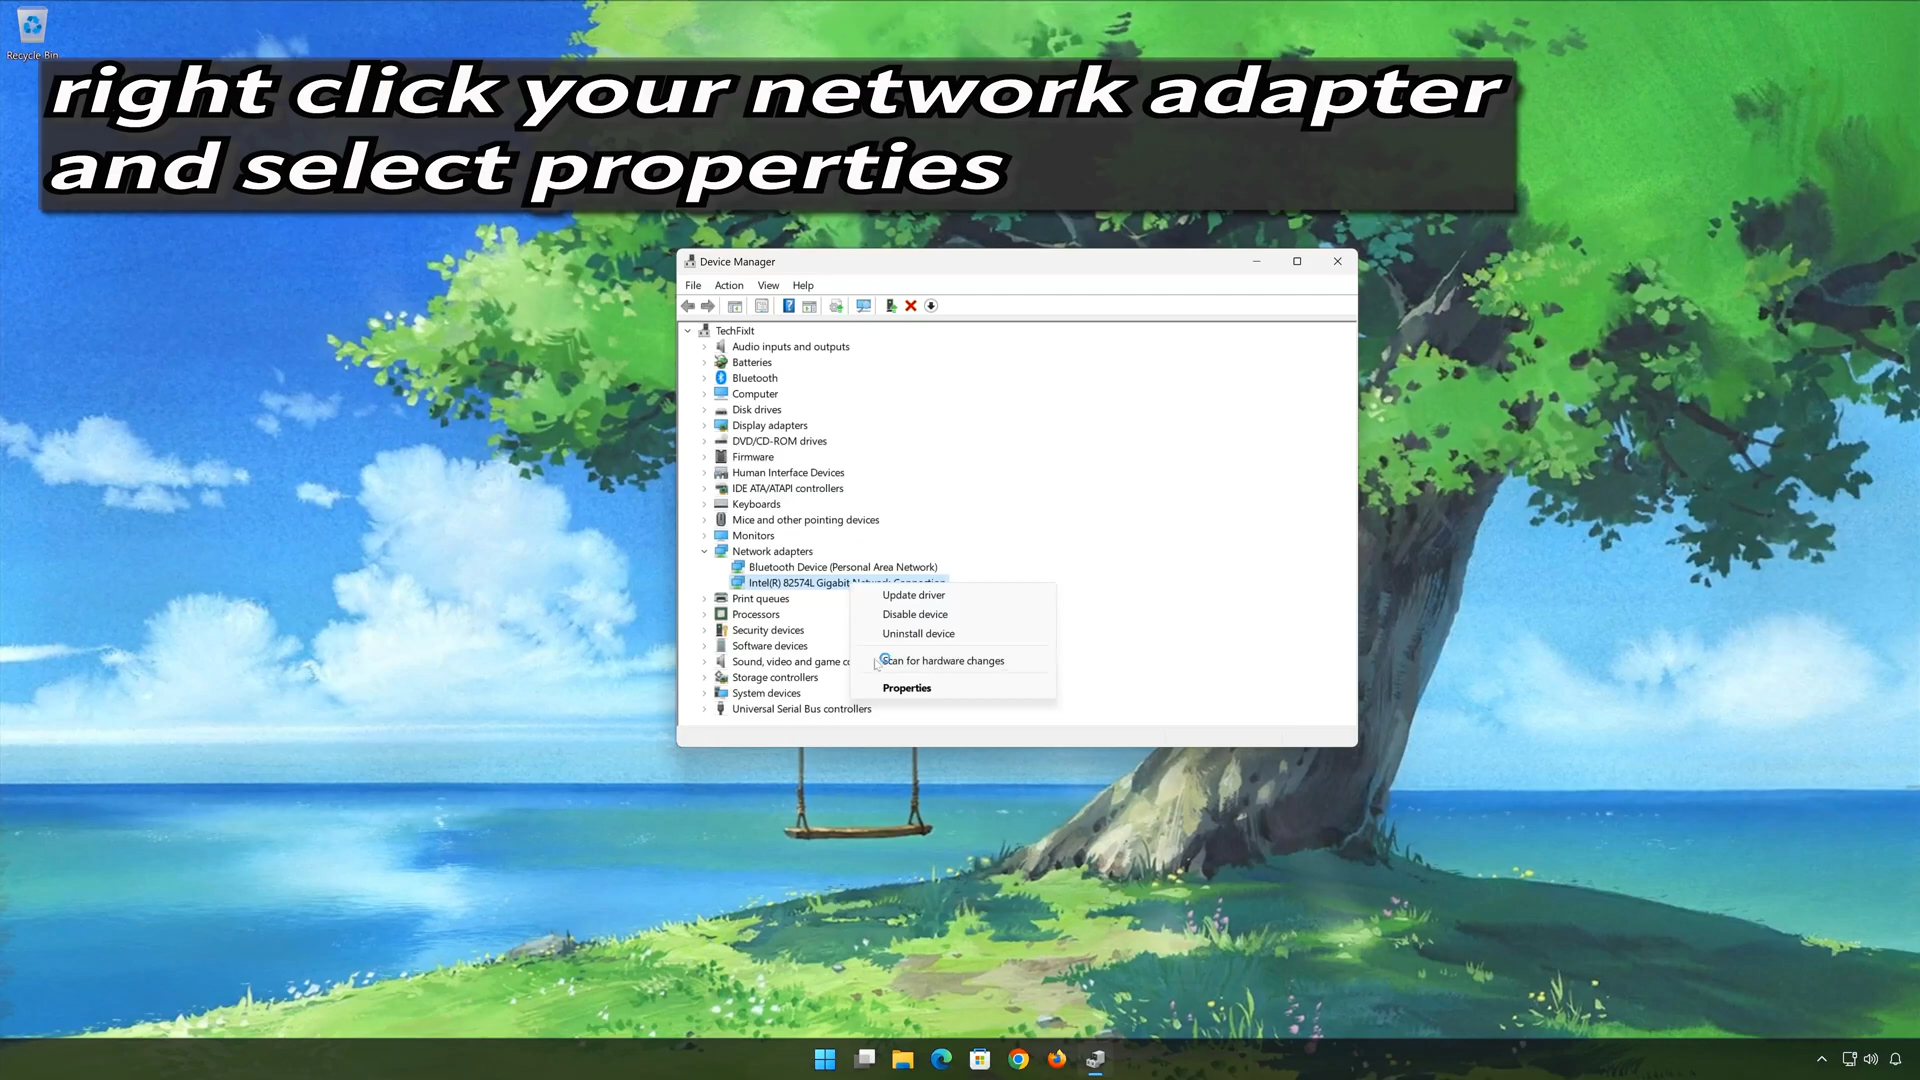 Recycle Bin
right click your network adapter
and select properties
Device Manager
File Action View Help
TechFixIt
Audio inputs and outputs
Batteries
Bluetooth
Computer
Disk drives
Display adapters
DVD/CD-ROM drives
Firmware
Human Interface Devices
IDE ATA/ATAPI controllers
Keyboards
Mice and other pointing devices
Monitors
Network adapters
Bluetooth Device (Personal Area Network)
Intel(R) 82574L Gigabit Network Connection
Print queues
Processors
Security devices
Software devices
Sound, video and game
Storage controllers
System devices
Universal Serial Bus controllers
Update driver
Disable device
Uninstall device
Scan for hardware changes
Properties